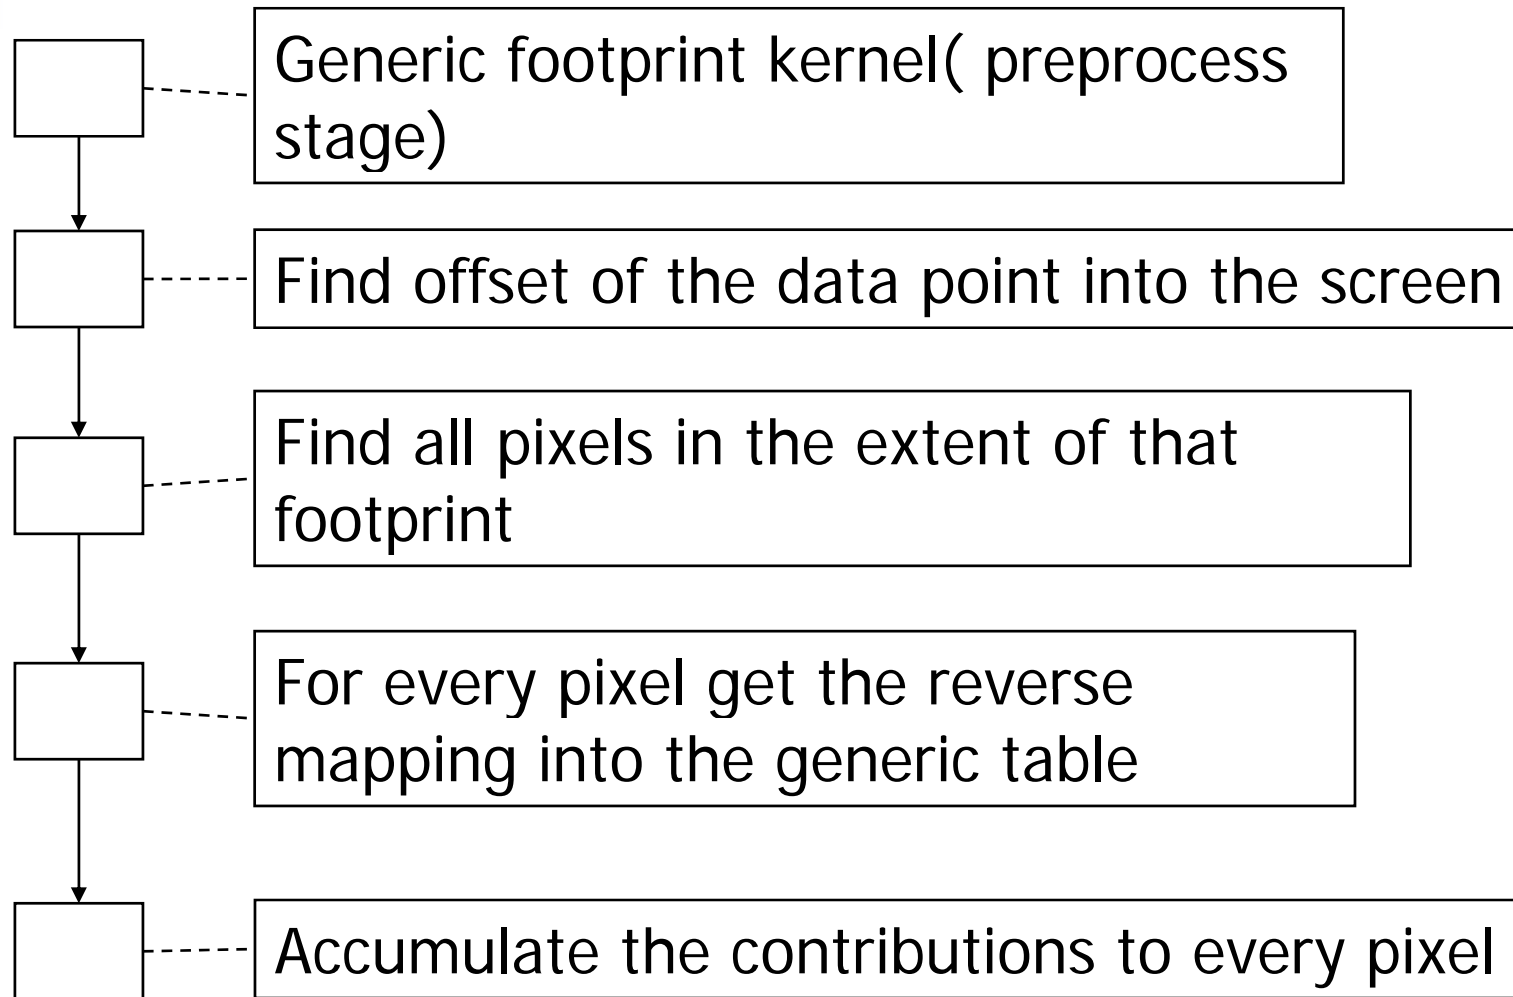 Generic footprint kernel( preprocess
stage)
Find offset of the data point into the screen
Find all pixels in the extent of that
footprint
For every pixel get the reverse
mapping into the generic table
Accumulate the contributions to every pixel